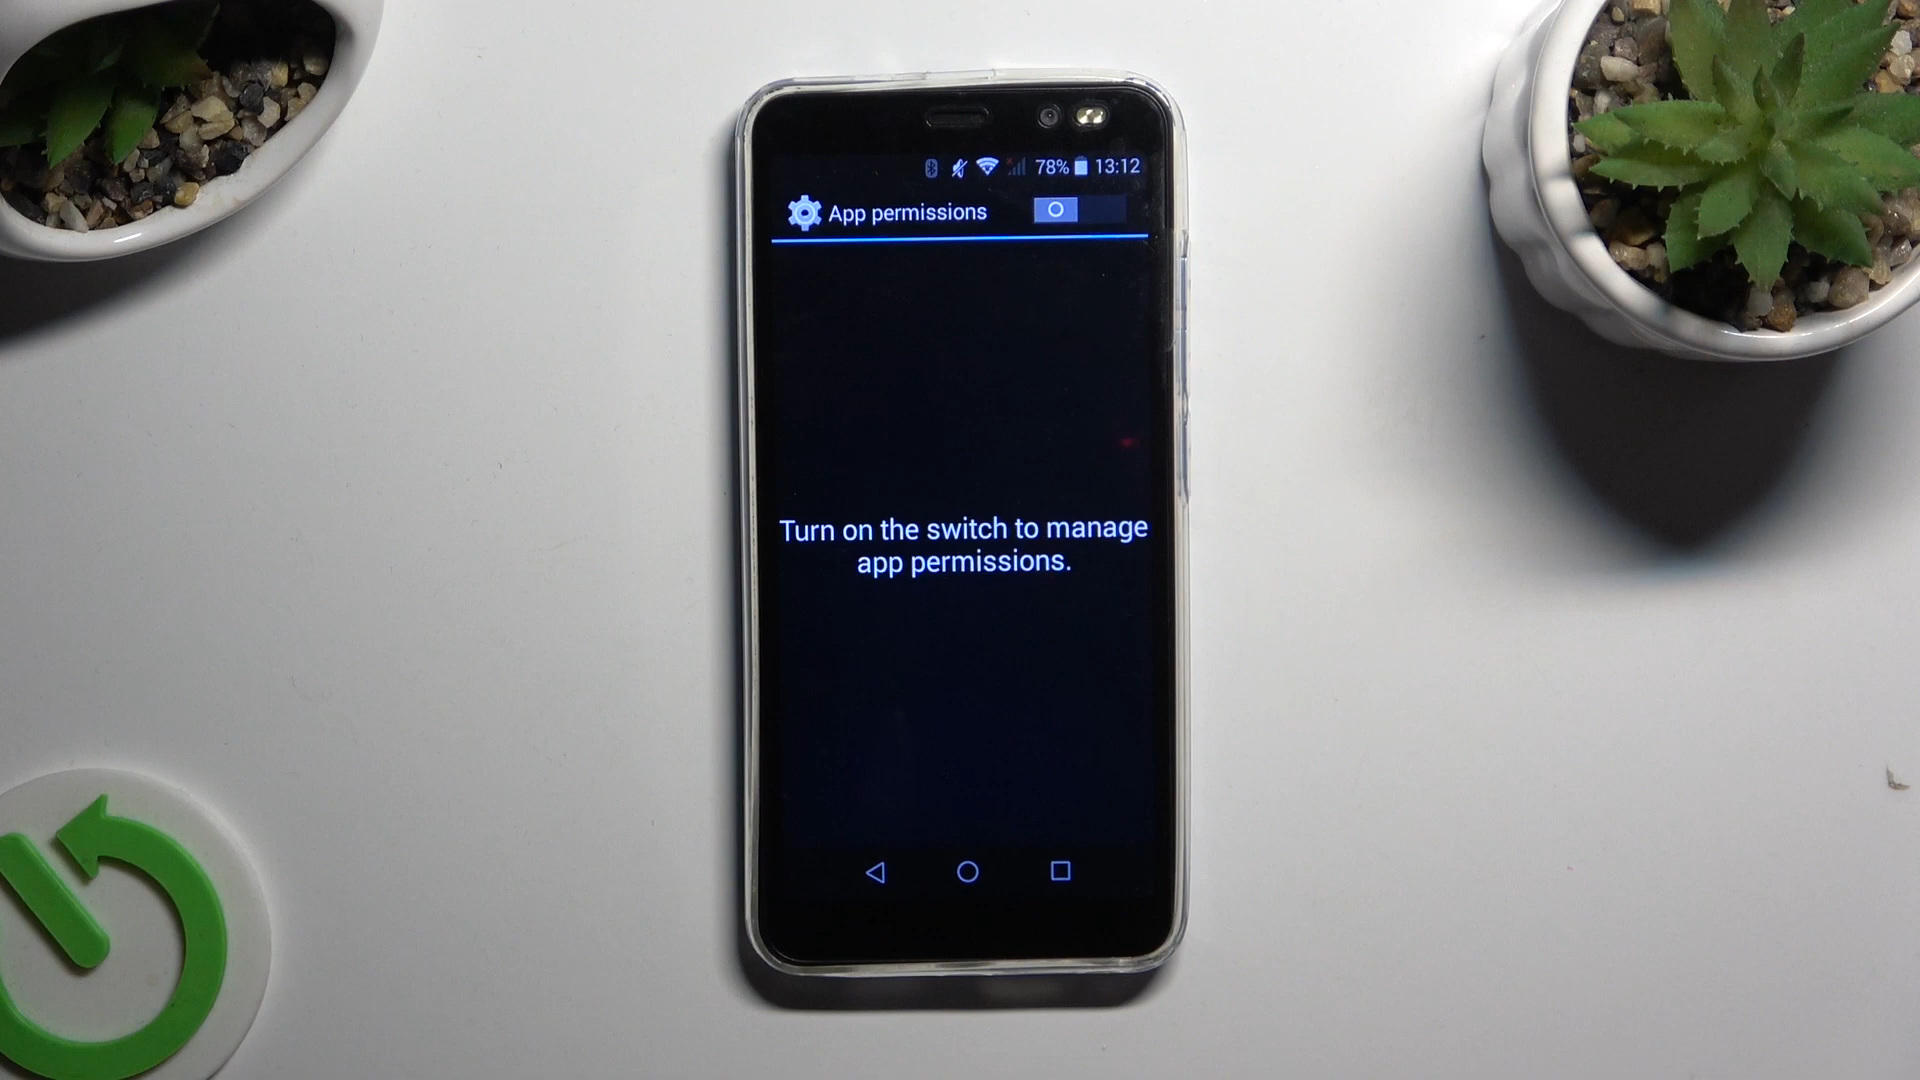 78% 13:12
App permissions
Turn on the switch to manage
app permissions.